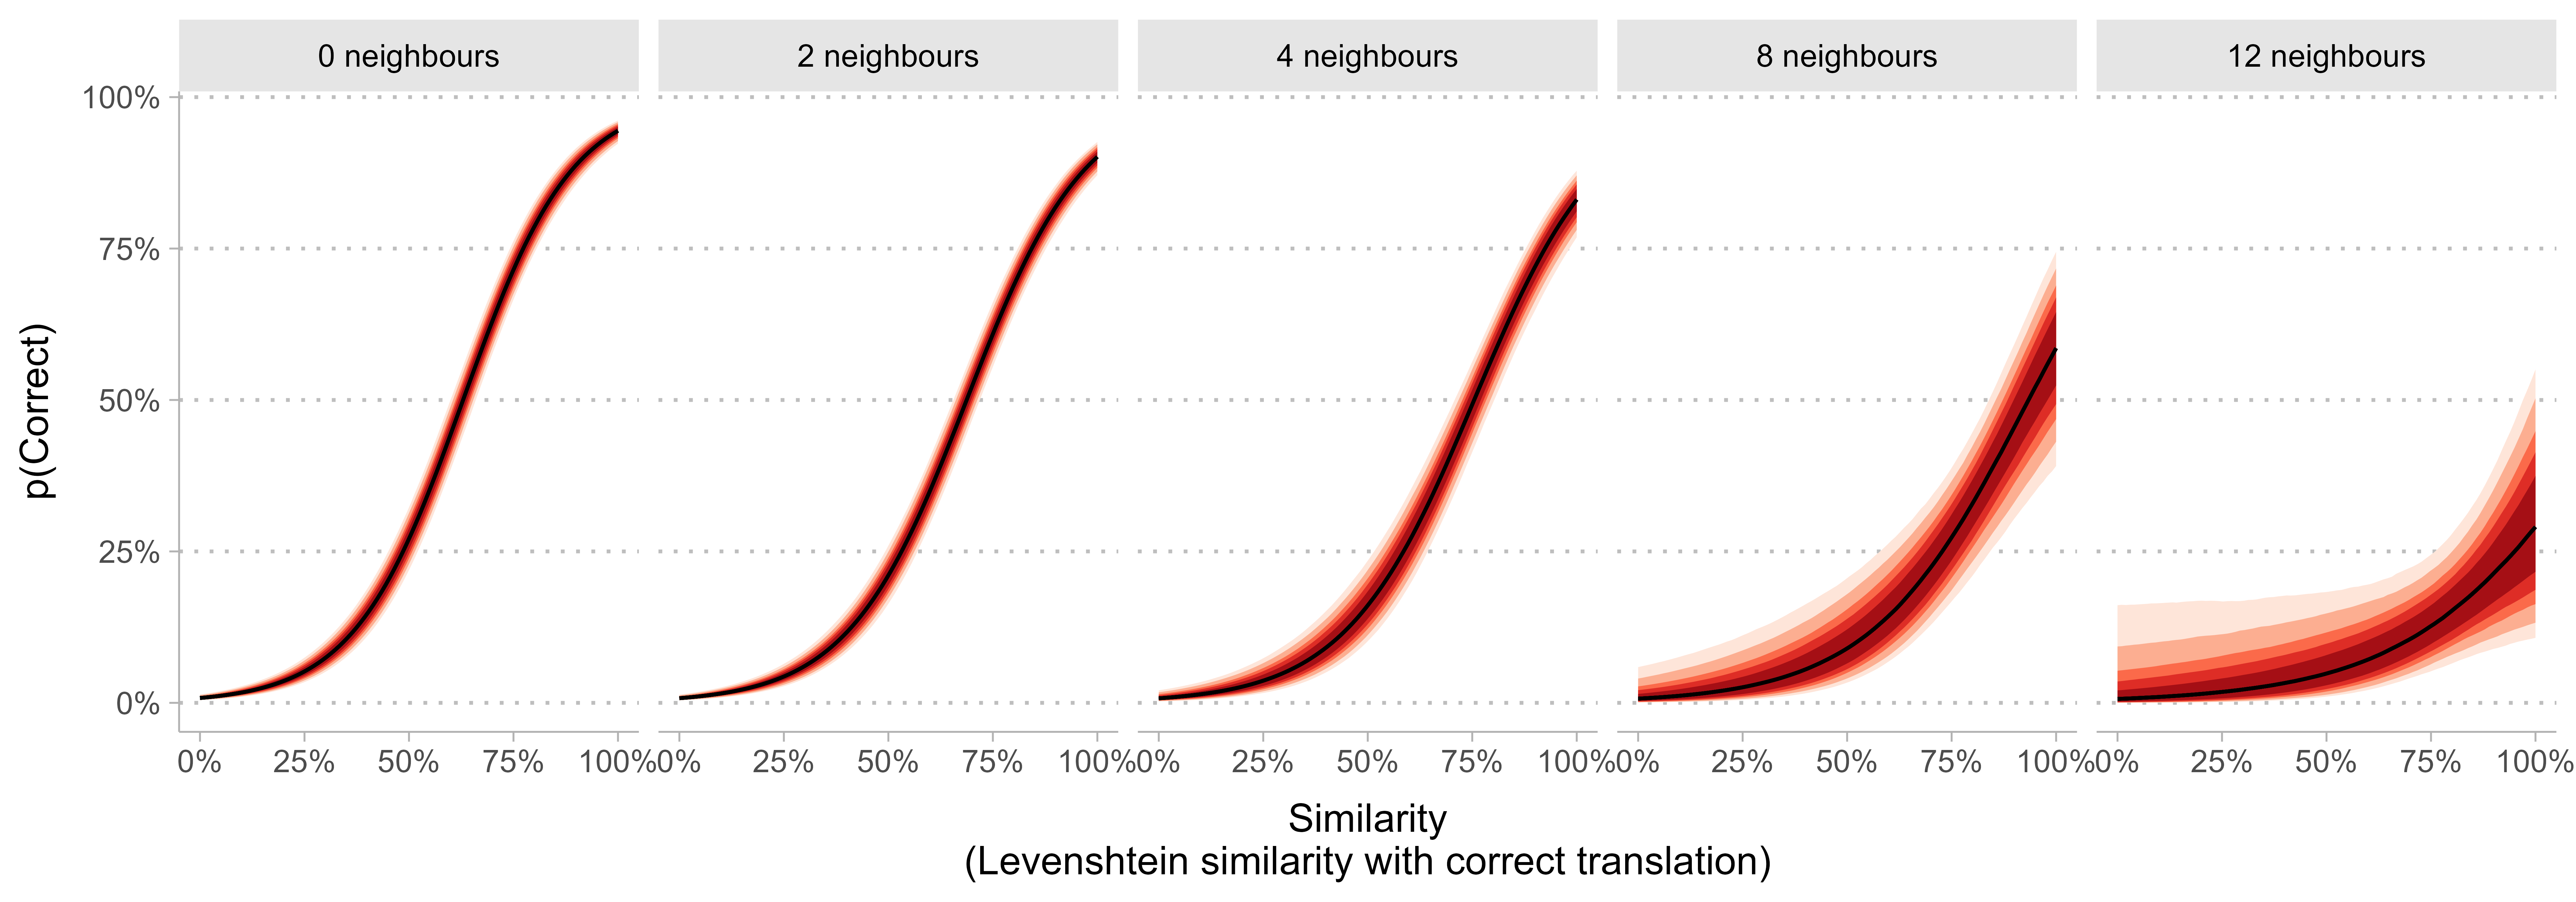 0 neighbours 2 neighbours 4 neighbours 8 neighbours 12 neighbours
100%
75%
50%
25%
0%
p(Correct)
0% 25% 50% 75% 100% 0% 25% 50% 75% 100% 0% 25% 50% 75% 100% 0% 25% 50% 75% 100% 0% 25% 50% 75% 100%
Similarity
(Levenshtein similarity with correct translation)